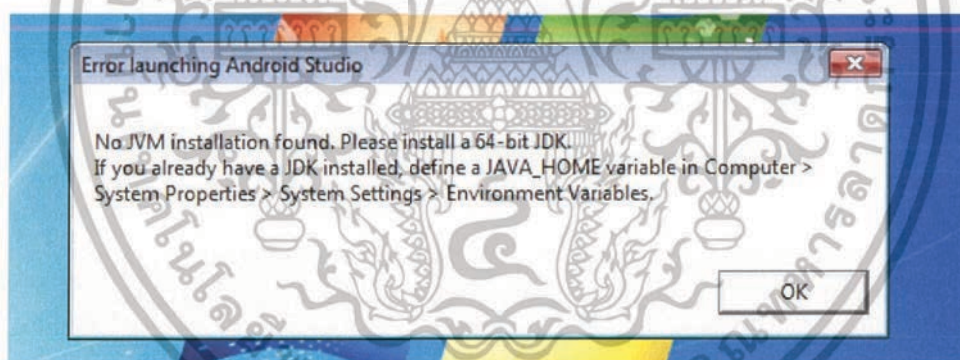 Error launching Android Studio
No JVM installation found. Please install a 64-bit JDK.
If you already have a JDK installed, define a JAVA_HOME variable in Computer >
System Properties > System Settings > Environment Variables.
OK